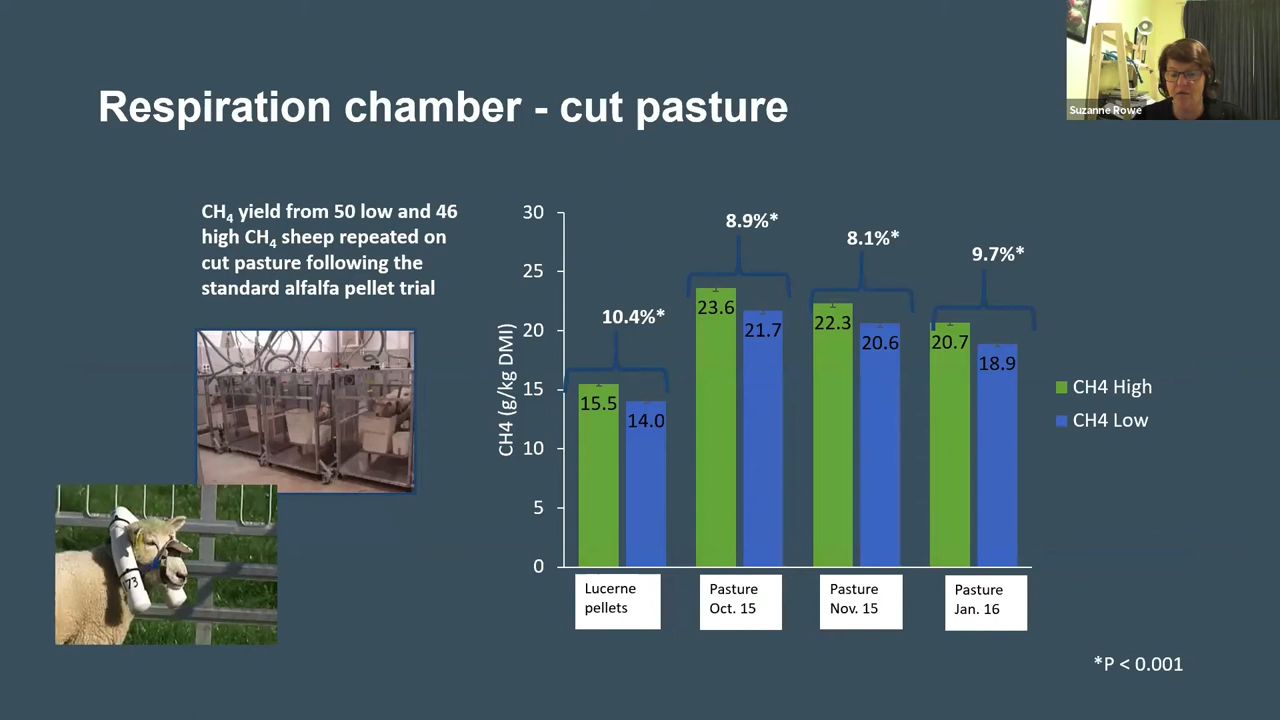 Suzanne Rowe
Respiration chamber - cut pasture
CH₄ yield from 50 low and 46
high CH₄ sheep repeated on
cut pasture following the
standard alfalfa pellet trial
73
CH4 (g/kg DMI)
30
25
20
15
10
5
0
10.4%*
8.9%*
8.1%*
9.7%*
15.5
14.0
23.6
21.7
22.3
20.6
20.7
18.9
Lucerne
pellets
Pasture
Oct. 15
Pasture
Nov. 15
Pasture
Jan. 16
CH4 High
CH4 Low
*P < 0.001